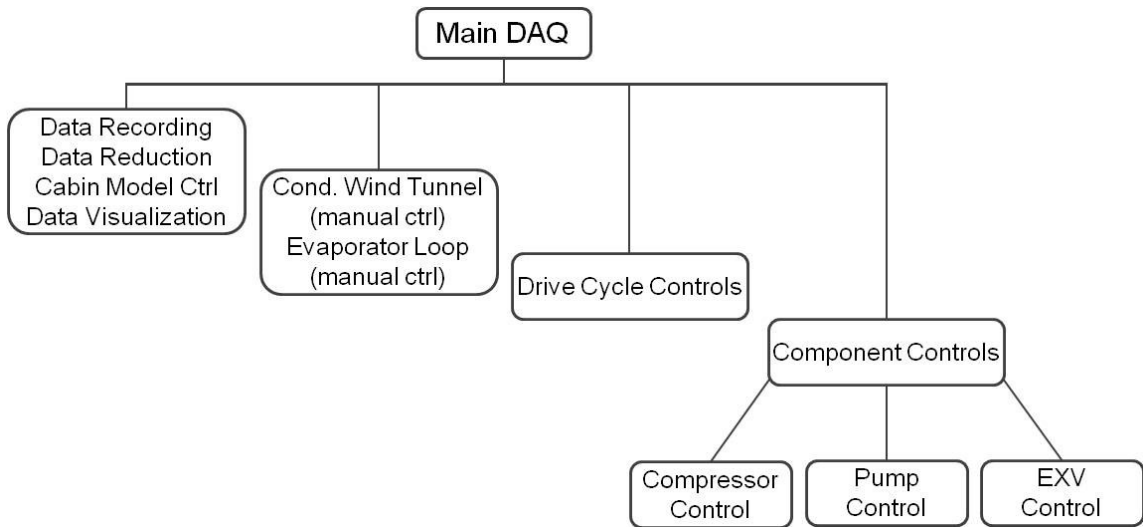 Main DAQ
Data Recording
Data Reduction
Cabin Model Ctrl
Data Visualization
Cond. Wind Tunnel
(manual ctrl)
Evaporator Loop
(manual ctrl)
Drive Cycle Controls
Component Controls
Compressor
Control
Pump
Control
EXV
Control